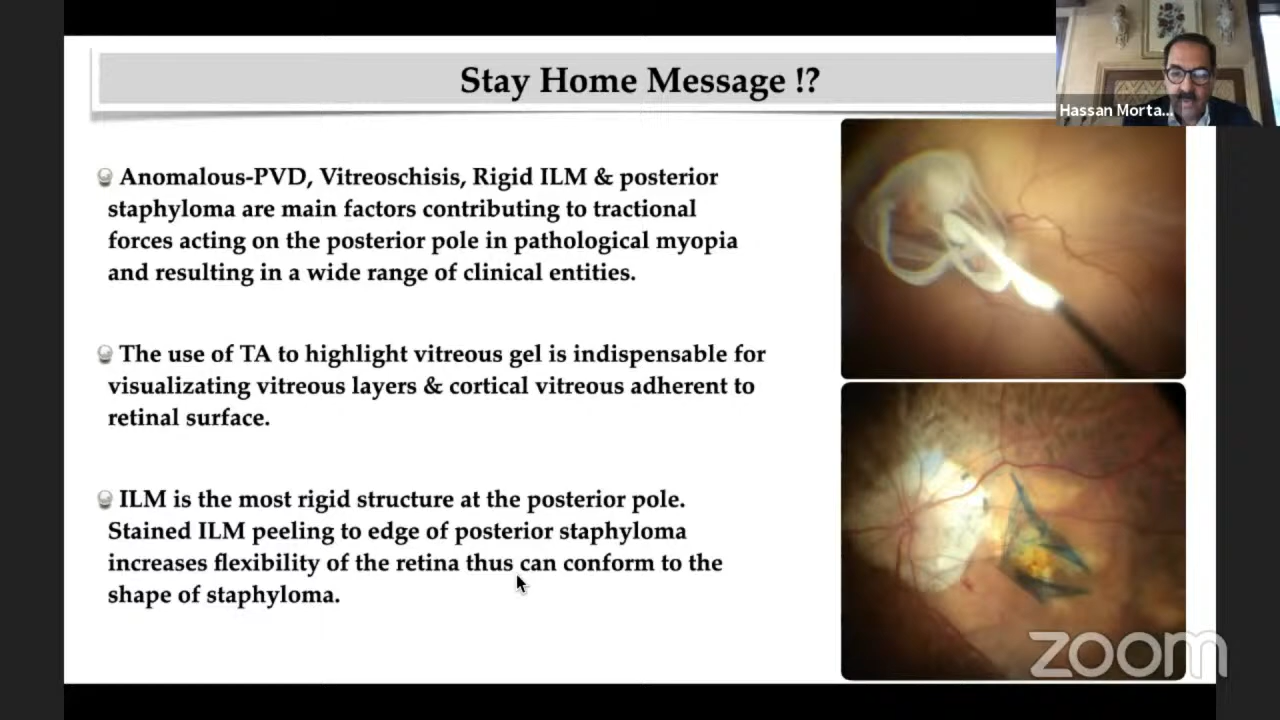 Stay Home Message !?
Hassan Morta...
Anomalous-PVD, Vitreoschisis, Rigid ILM & posterior
staphyloma are main factors contributing to tractional
forces acting on the posterior pole in pathological myopia
and resulting in a wide range of clinical entities.
The use of TA to highlight vitreous gel is indispensable for
visualizating vitreous layers & cortical vitreous adherent to
retinal surface.
ILM is the most rigid structure at the posterior pole.
Stained ILM peeling to edge of posterior staphyloma
increases flexibility of the retina thus can conform to the
shape of staphyloma.
zoom